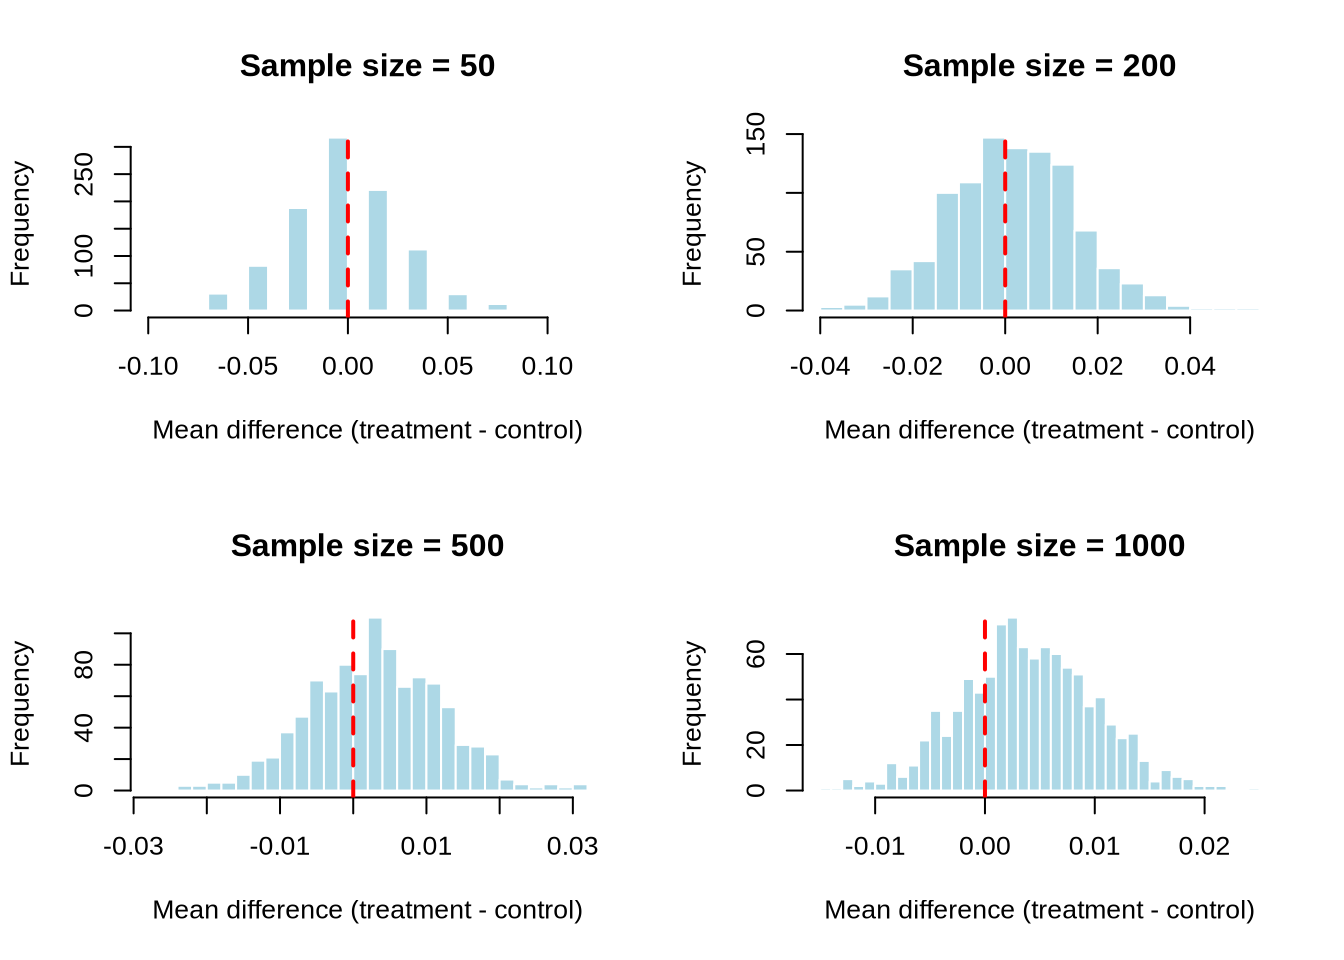 Sample size = 50
Frequency
0 100 250
-0.10 -0.05 0.00 0.05 0.10
Mean difference (treatment - control)
Sample size = 200
Frequency
0 50 150
-0.04 -0.02 0.00 0.02 0.04
Mean difference (treatment - control)
Sample size = 500
Frequency
0 40 80
-0.03 -0.01 0.01 0.03
Mean difference (treatment - control)
Sample size = 1000
Frequency
0 20 60
-0.01 0.00 0.01 0.02
Mean difference (treatment - control)